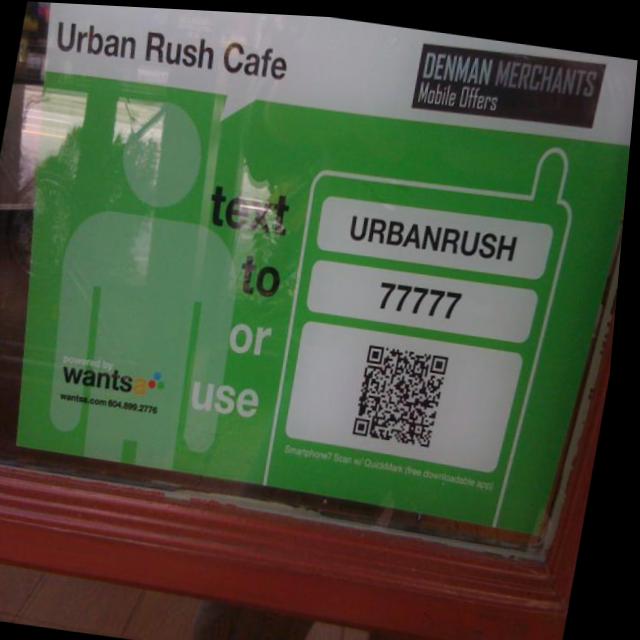 Urban Rush Cafe
DENMAN MERCHANTS
Mobile Offers
text URBANRUSH
to 77777
or
use
powered by
wantsa
wantsa.com 604.899.2776
Smartphone? Scan w/ QuickMark (free downloadable app)